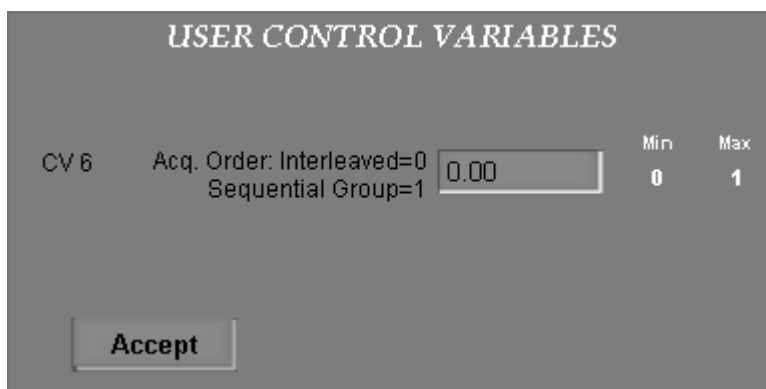 USER CONTROL VARIABLES
Min Max
CV 6 Acq. Order: Interleaved=0 0.00 0 1
Sequential Group=1
Accept